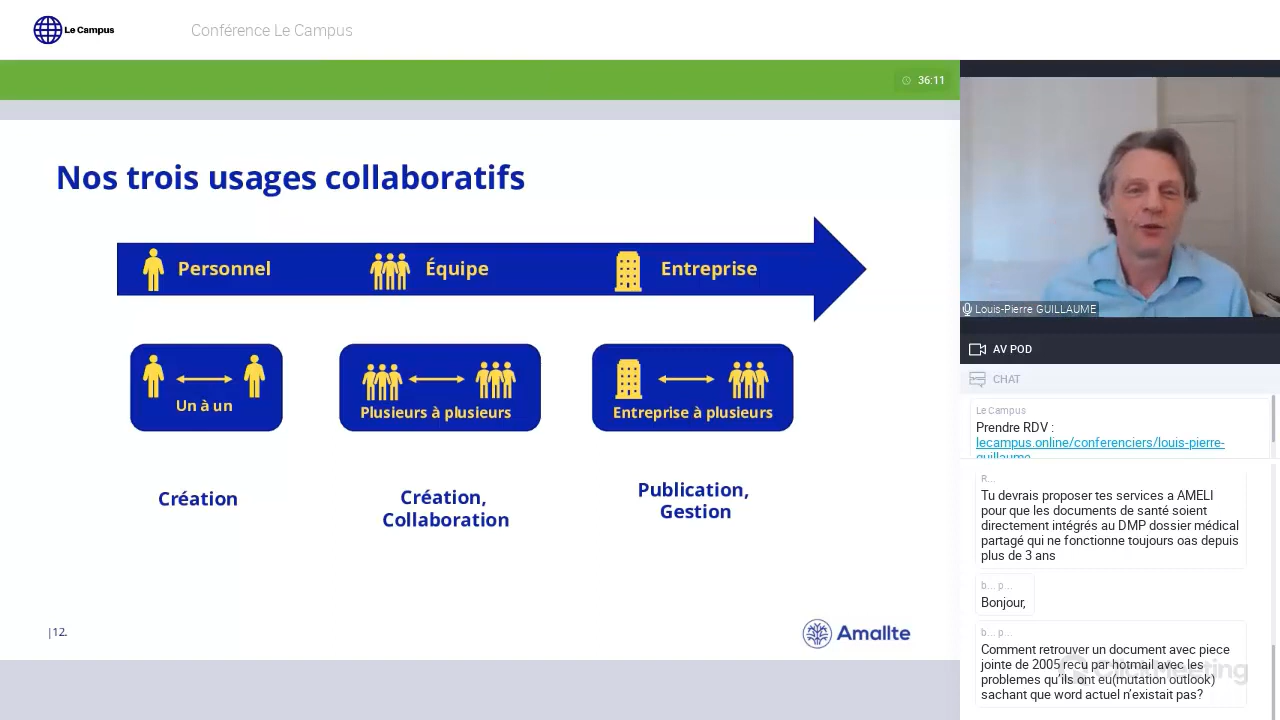 Le Campus
Conférence Le Campus
36:11
Nos trois usages collaboratifs
Personnel
Équipe
Entreprise
Un à un
Plusieurs à plusieurs
Entreprise à plusieurs
Création
Création,
Collaboration
Publication,
Gestion
|12.
Amallte
Louis-Pierre GUILLAUME
AV POD
CHAT
Le Campus
Prendre RDV :
lecampus.online/conferenciers/louis-pierre-
guillaume
R...
Tu devrais proposer tes services a AMELI
pour que les documents de santé soient
directement intégrés au DMP dossier médical
partagé qui ne fonctionne toujours oas depuis
plus de 3 ans
b... p...
Bonjour,
b... p...
Comment retrouver un document avec piece
jointe de 2005 recu par hotmail avec les
problemes qu'ils ont eu(mutation outlook)
sachant que word actuel n'existait pas?
ClickMeeting